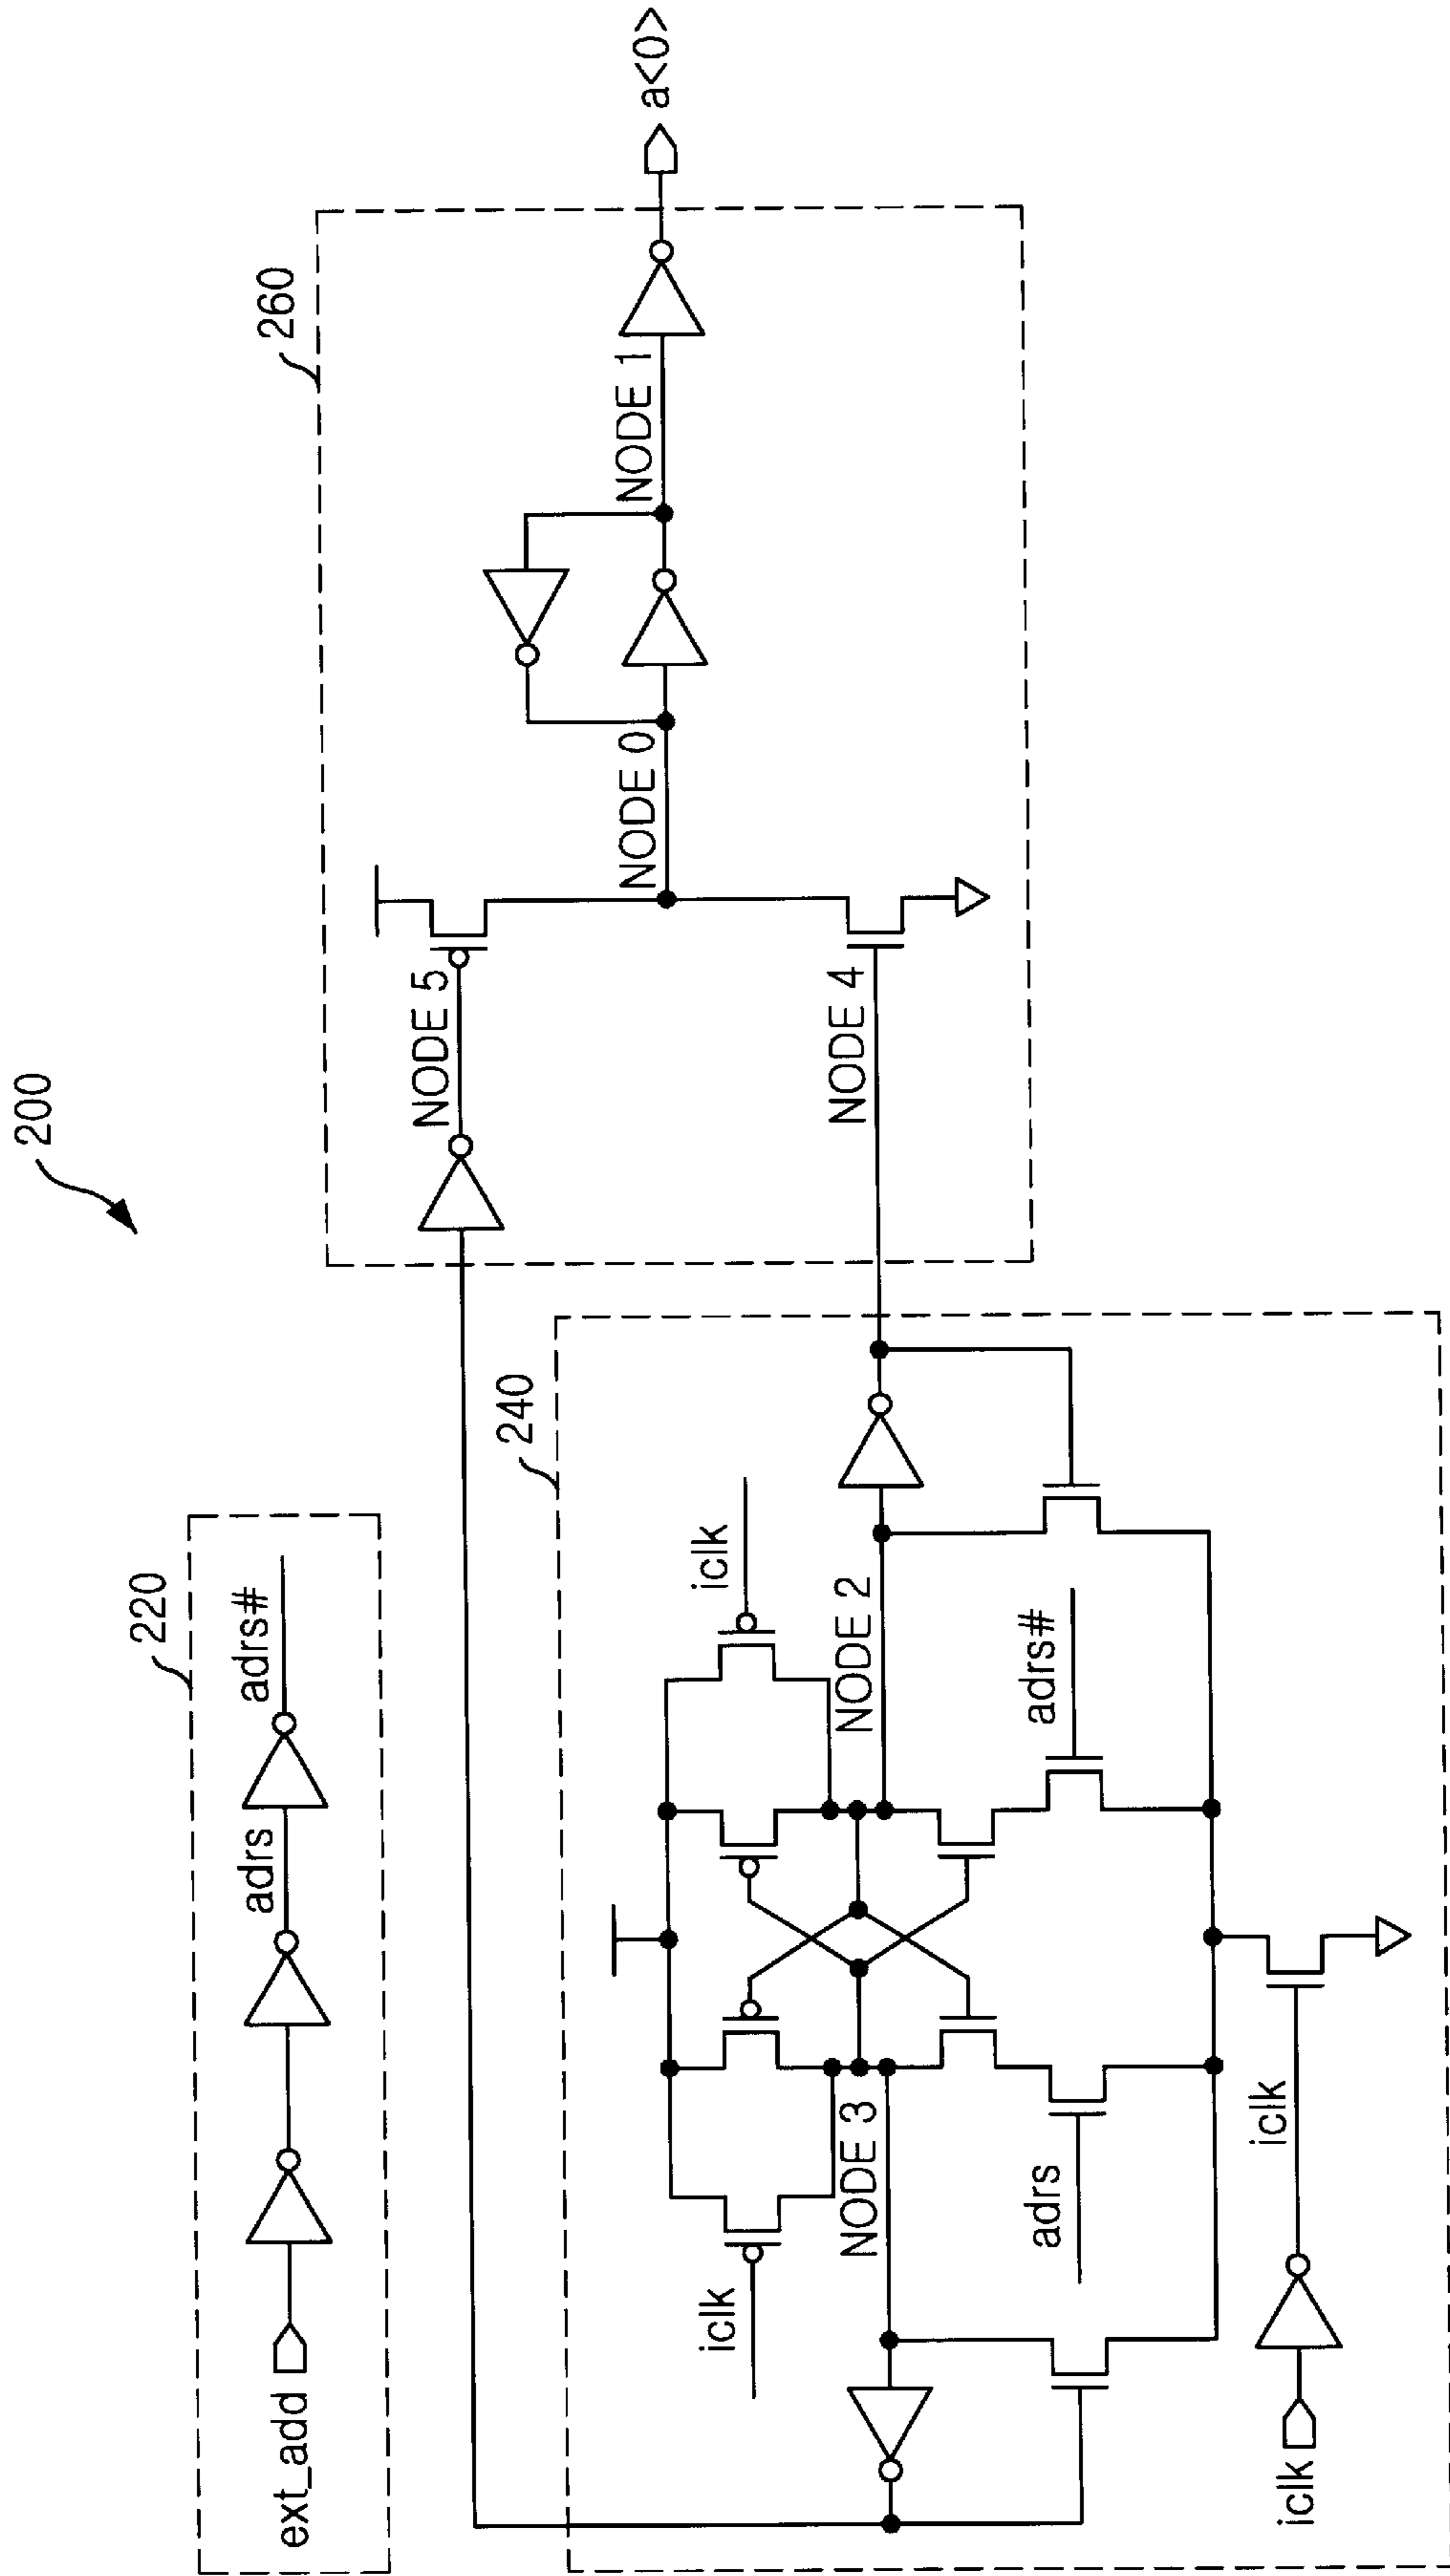 200
220
ext_add
adrs
adrs#
240
iclk
iclk
NODE 3
NODE 2
adrs
adrs#
iclk
iclk
260
NODE 5
NODE 4
NODE 0
NODE 1
a<0>